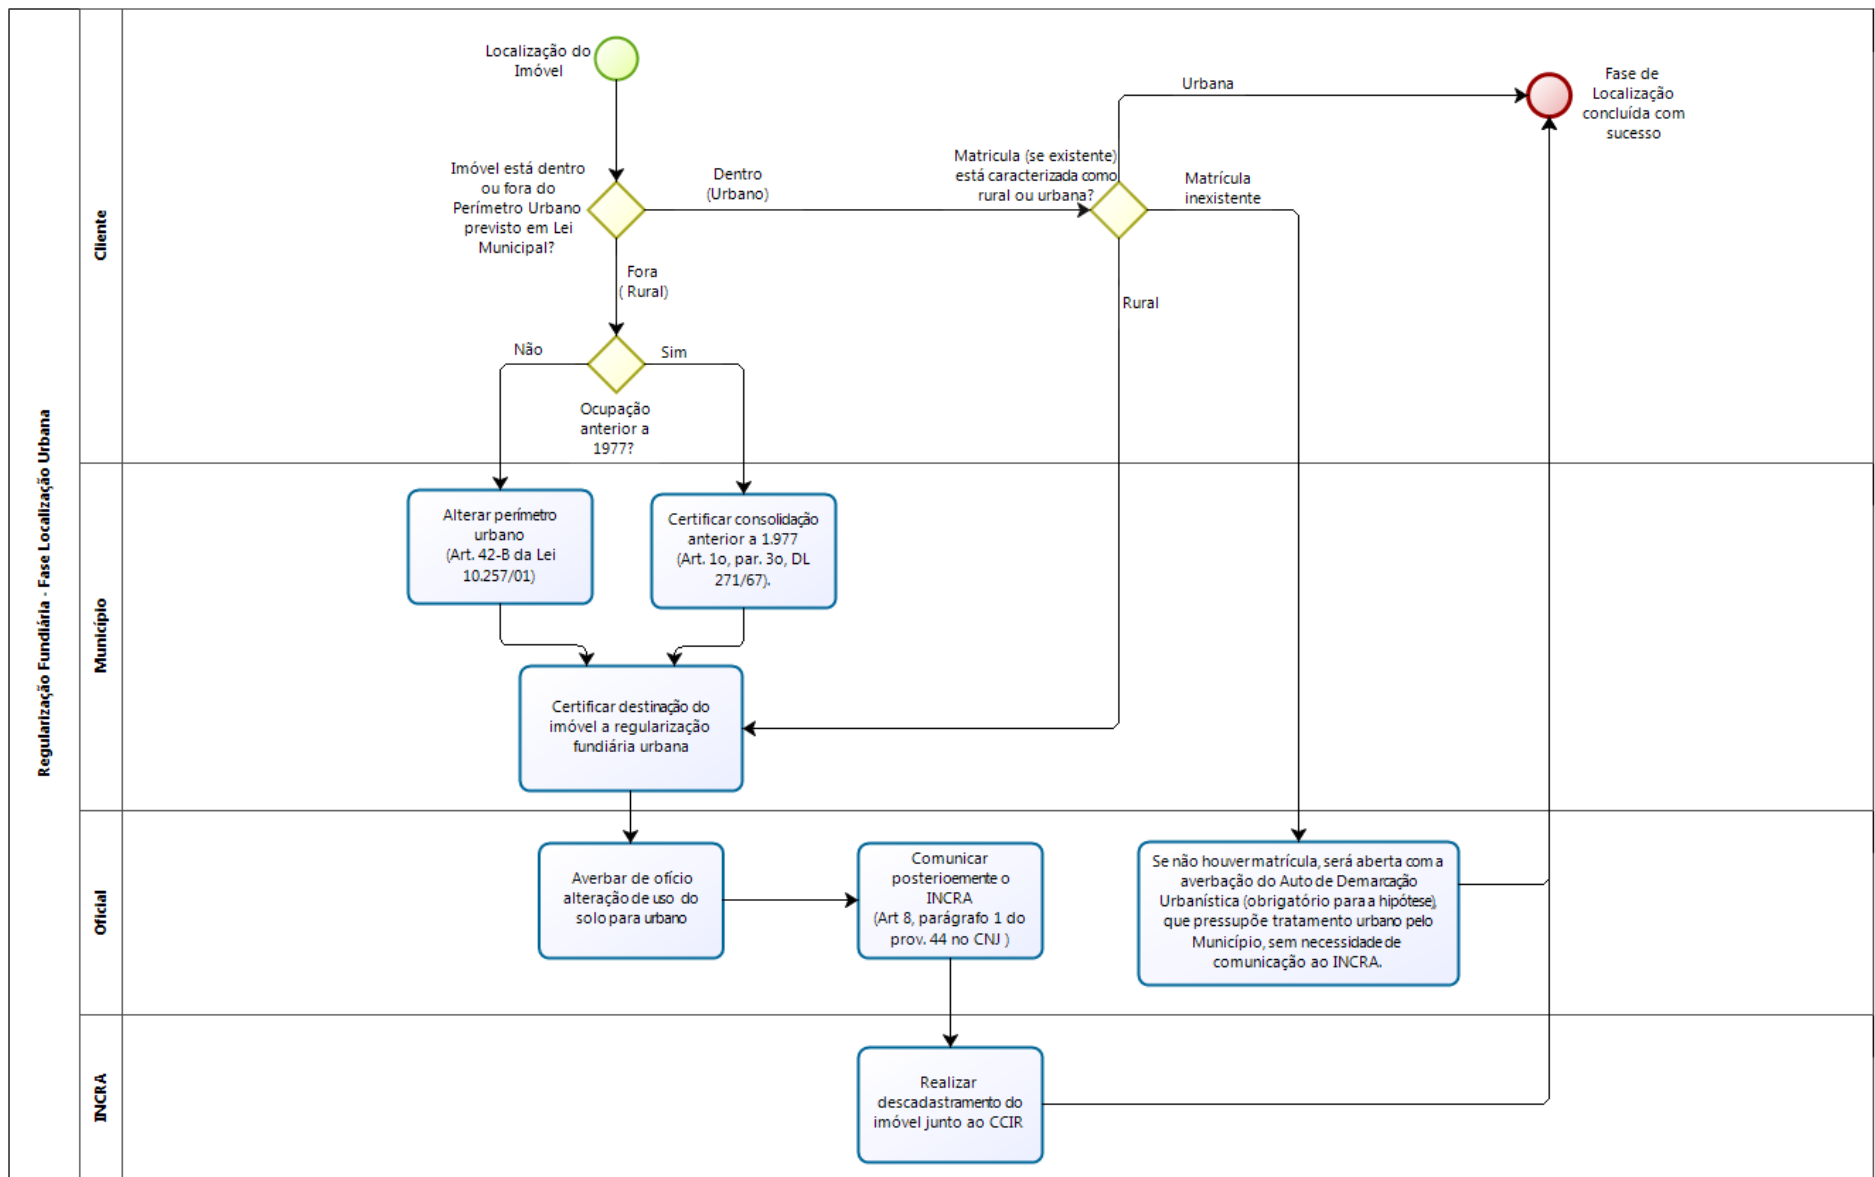 Regularização Fundiária - Fase Localização Urbana
Cliente
Localização do
Imóvel
Imóvel está dentro
ou fora do
Perímetro Urbano
previsto em Lei
Municipal?
Dentro
(Urbano)
Fora
( Rural)
Não
Sim
Ocupação
anterior a
1977?
Matricula (se existente)
está caracterizada como
rural ou urbana?
Urbana
Matrícula
inexistente
Rural
Fase de
Localização
concluída com
sucesso
Município
Alterar perímetro
urbano
(Art. 42-B da Lei
10.257/01)
Certificar consolidação
anterior a 1.977
(Art. 1o, par. 3o, DL
271/67).
Certificar destinação do
imóvel a regularização
fundiária urbana
Oficial
Averbar de ofício
alteração de uso do
solo para urbano
Comunicar
posterioemente o
INCRA
(Art 8, parágrafo 1 do
prov. 44 no CNJ )
Se não houver matrícula, será aberta com a
averbação do Auto de Demarcação
Urbanística (obrigatório para a hipótese),
que pressupõe tratamento urbano pelo
Município, sem necessidade de
comunicação ao INCRA.
INCRA
Realizar
descadastramento do
imóvel junto ao CCIR